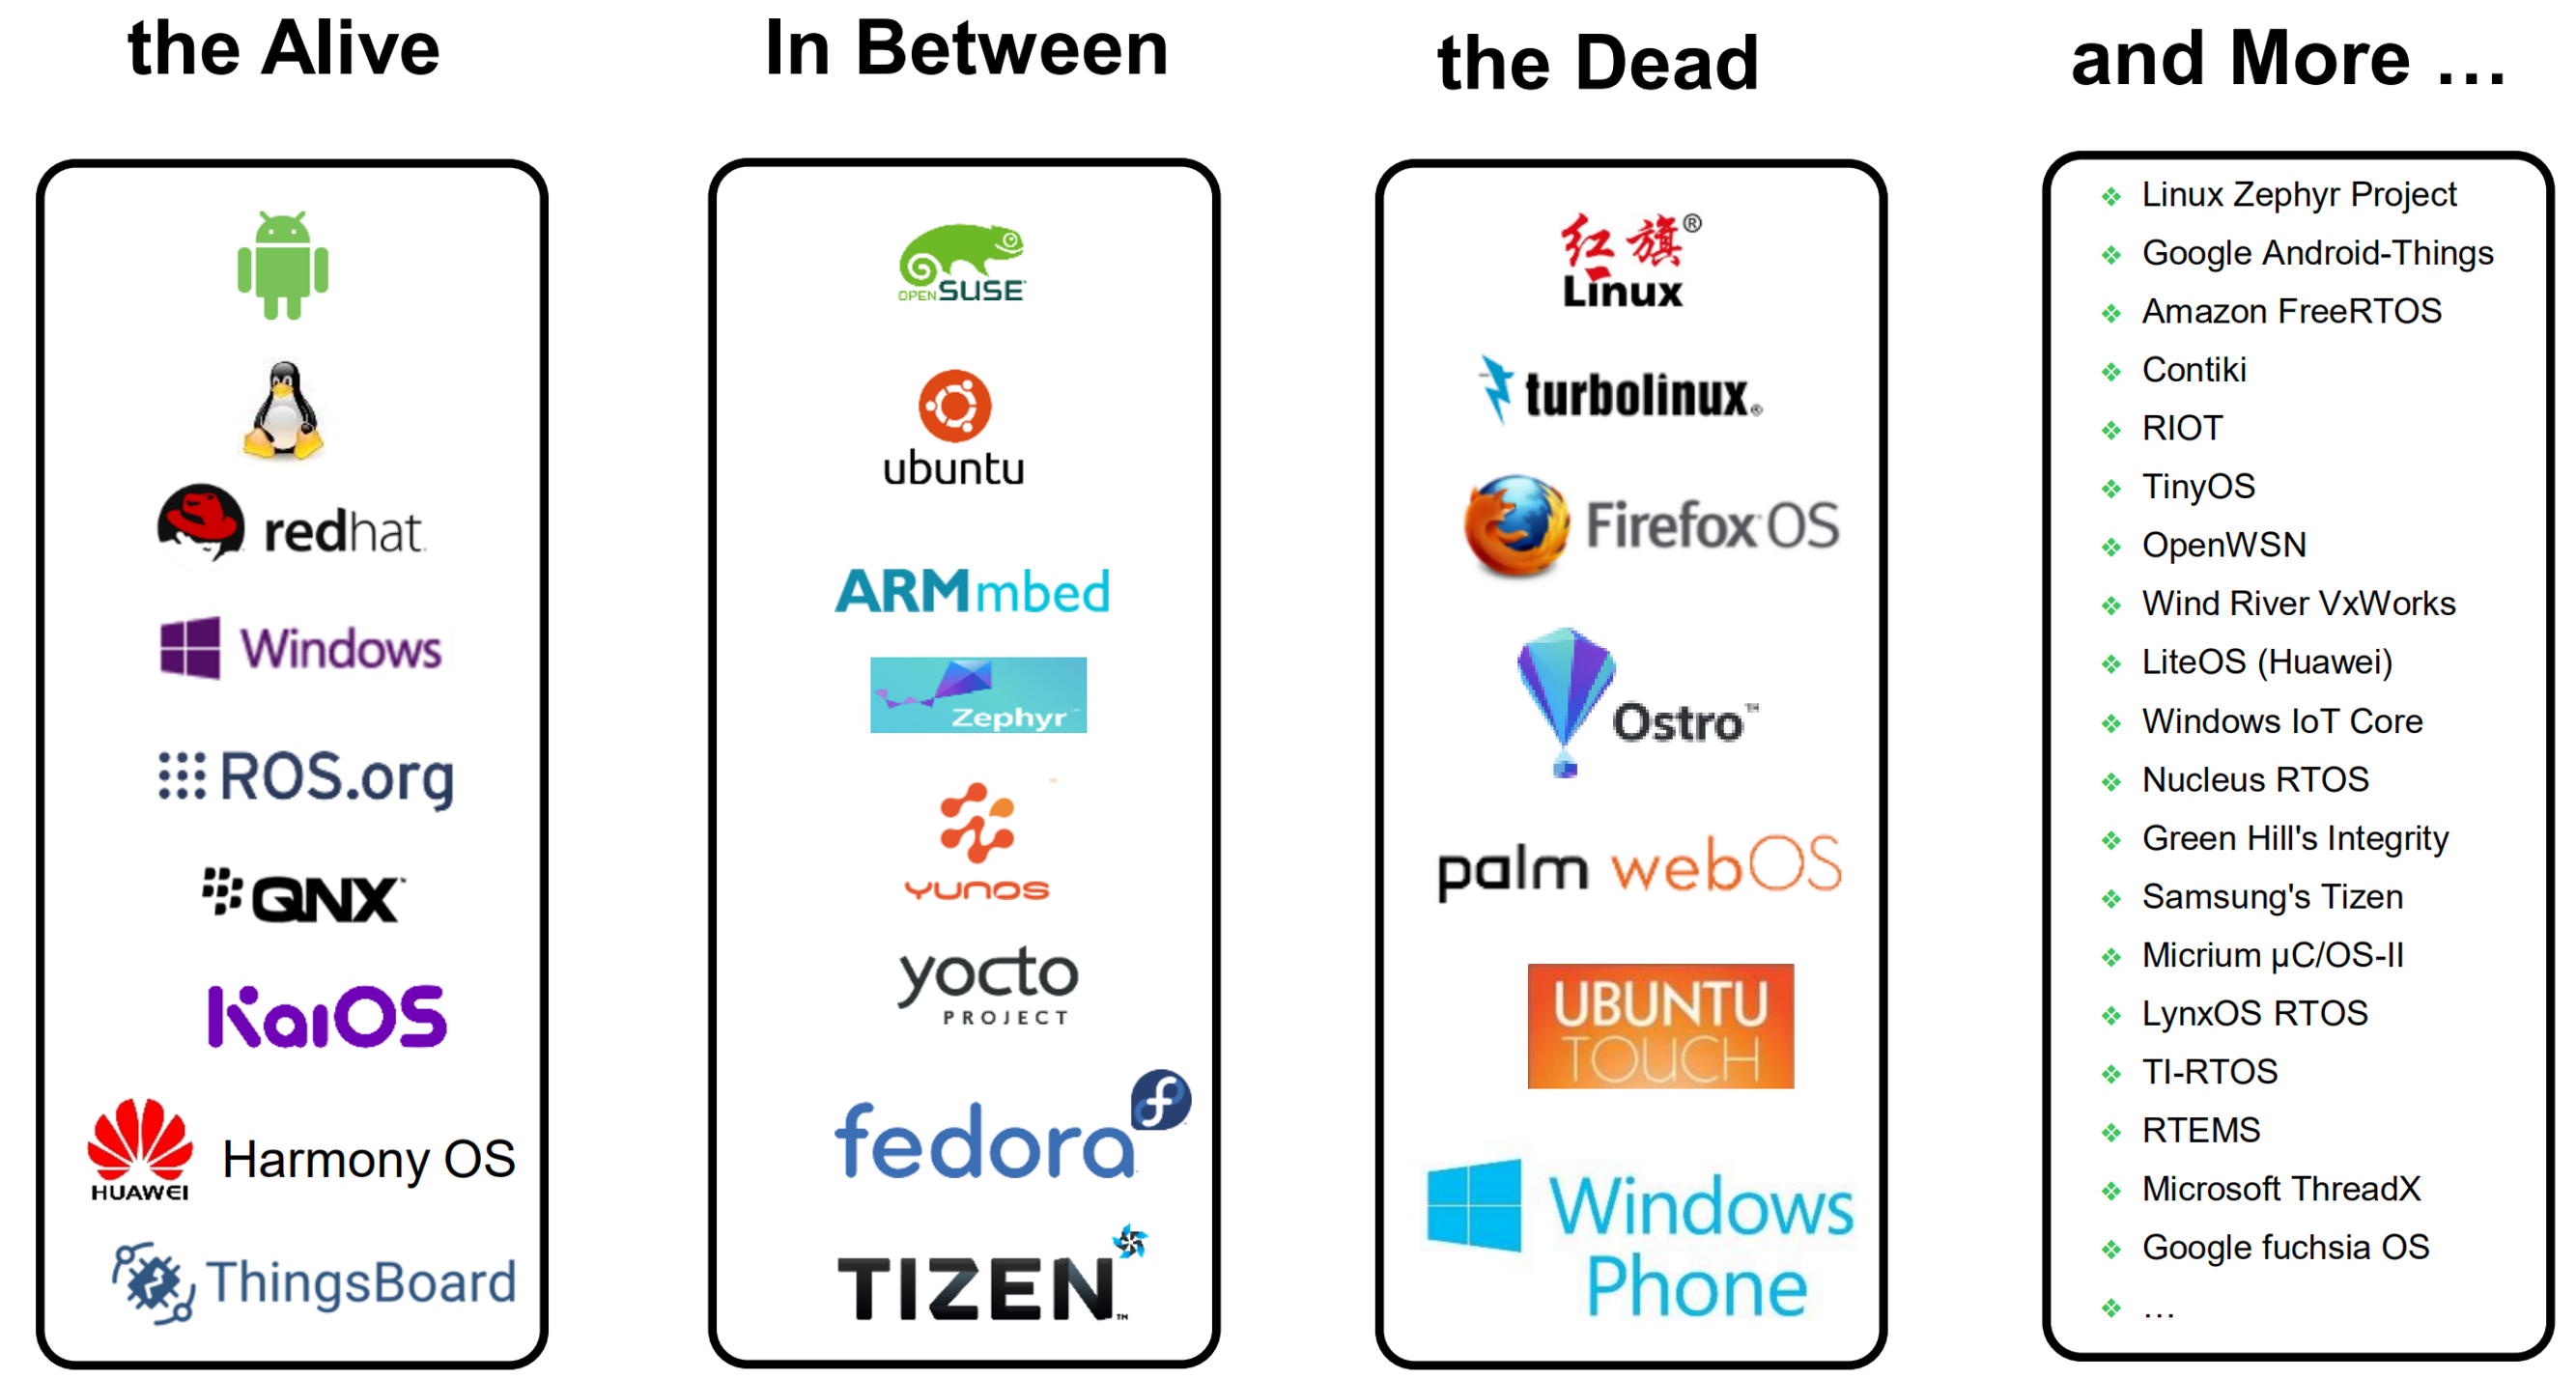 the Alive
redhat
Windows
ROS.org
QNX
KaiOS
HUAWEI
Harmony OS
ThingsBoard
In Between
OPENSUSE
ubuntu
ARMmbed
Zephyr™
YUNOS
yocto
PROJECT
fedora
TIZEN™
the Dead
红旗®
Linux
turbolinux®
Firefox OS
Ostro™
palm webOS
UBUNTU
TOUCH
Windows
Phone
and More …
❖ Linux Zephyr Project
❖ Google Android-Things
❖ Amazon FreeRTOS
❖ Contiki
❖ RIOT
❖ TinyOS
❖ OpenWSN
❖ Wind River VxWorks
❖ LiteOS (Huawei)
❖ Windows IoT Core
❖ Nucleus RTOS
❖ Green Hill's Integrity
❖ Samsung's Tizen
❖ Micrium µC/OS-II
❖ LynxOS RTOS
❖ TI-RTOS
❖ RTEMS
❖ Microsoft ThreadX
❖ Google fuchsia OS
❖ …